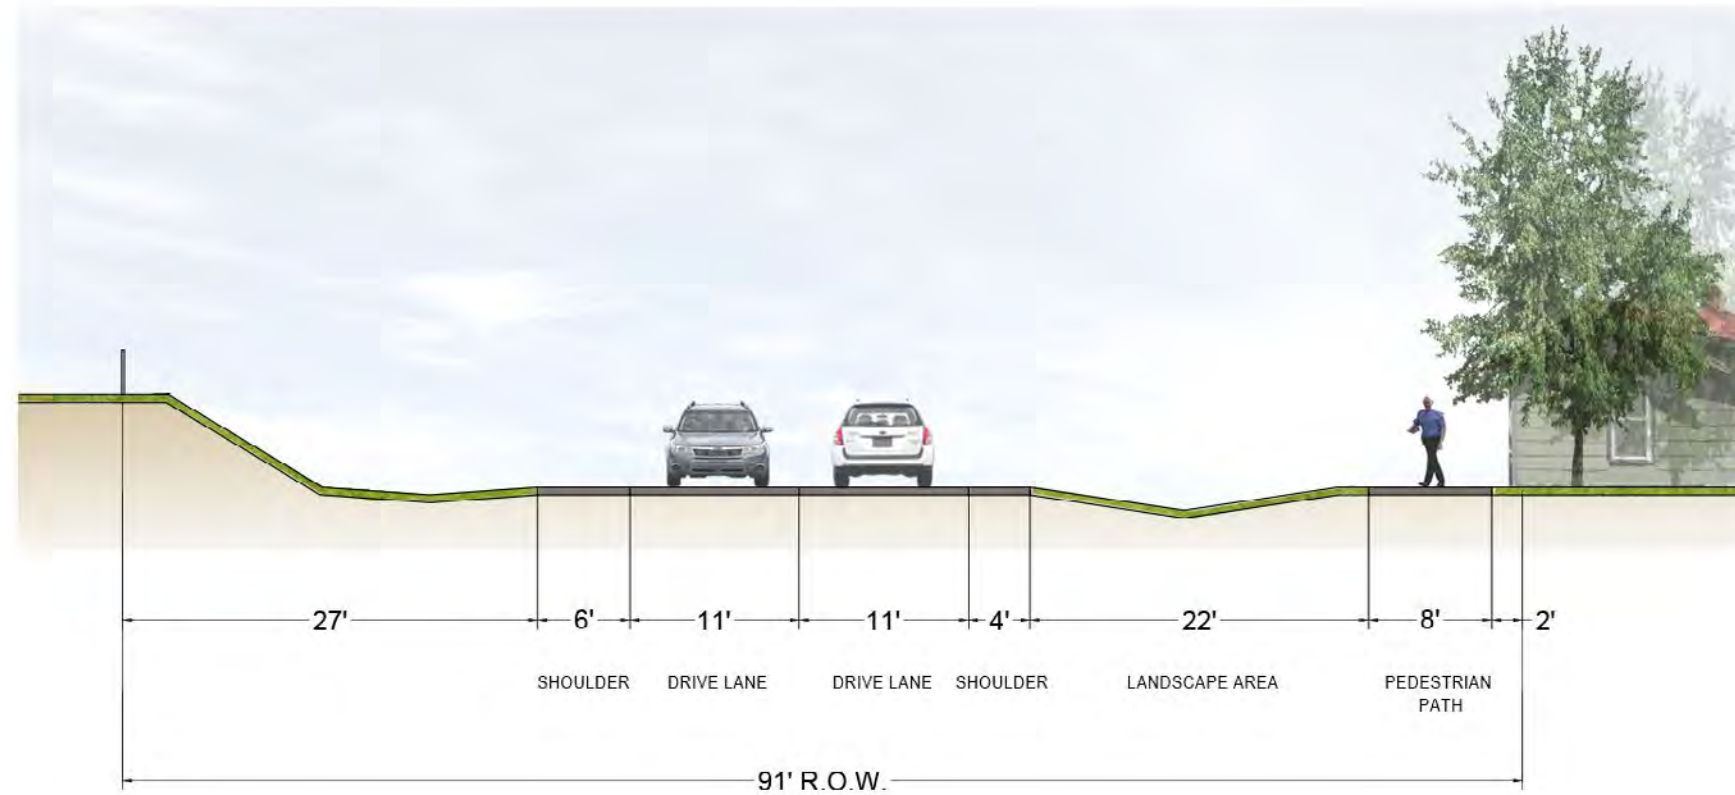 27' 6' 11' 11' 4' 22' 8' 2'
SHOULDER DRIVE LANE DRIVE LANE SHOULDER LANDSCAPE AREA PEDESTRIAN
PATH
91' R.O.W.